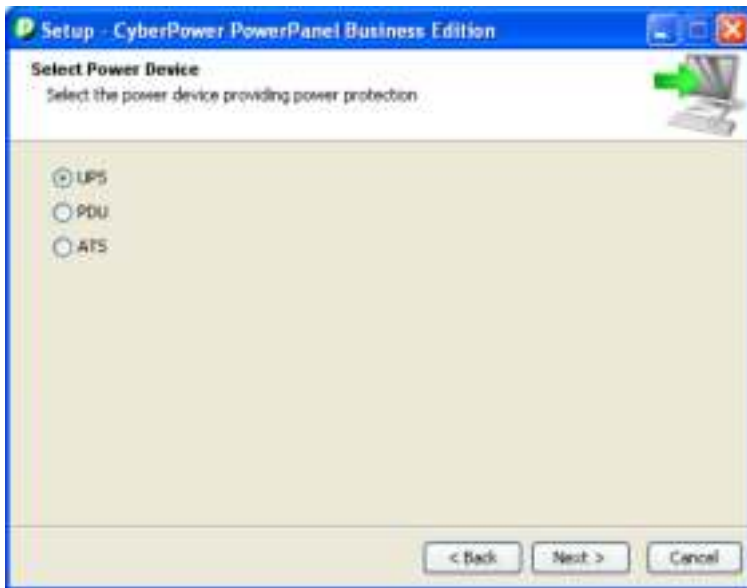 Setup - CyberPower PowerPanel Business Edition
Select Power Device
Select the power device providing power protection
UPS
PDU
ATS
< Back
Next >
Cancel